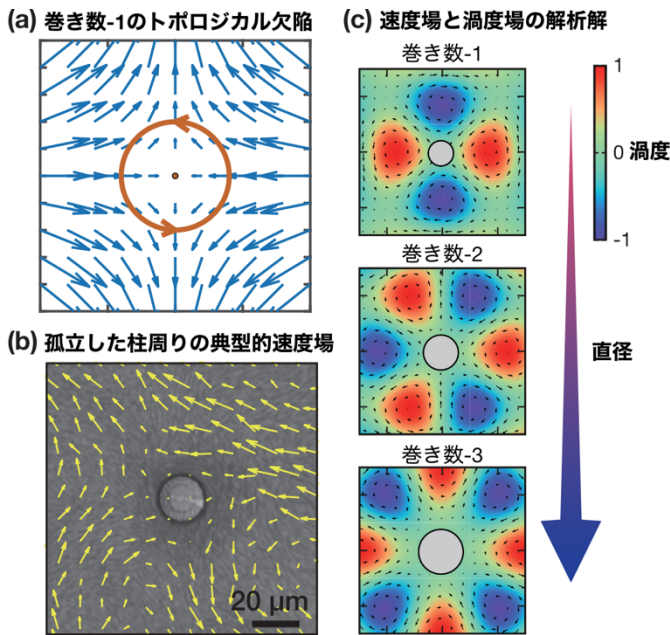 (a) 巻き数-1のトポロジカル欠陥
(b) 孤立した柱周りの典型的速度場
20 µm
(c) 速度場と渦度場の解析解
巻き数-1
巻き数-2
巻き数-3
1
0
-1
渦度
直径